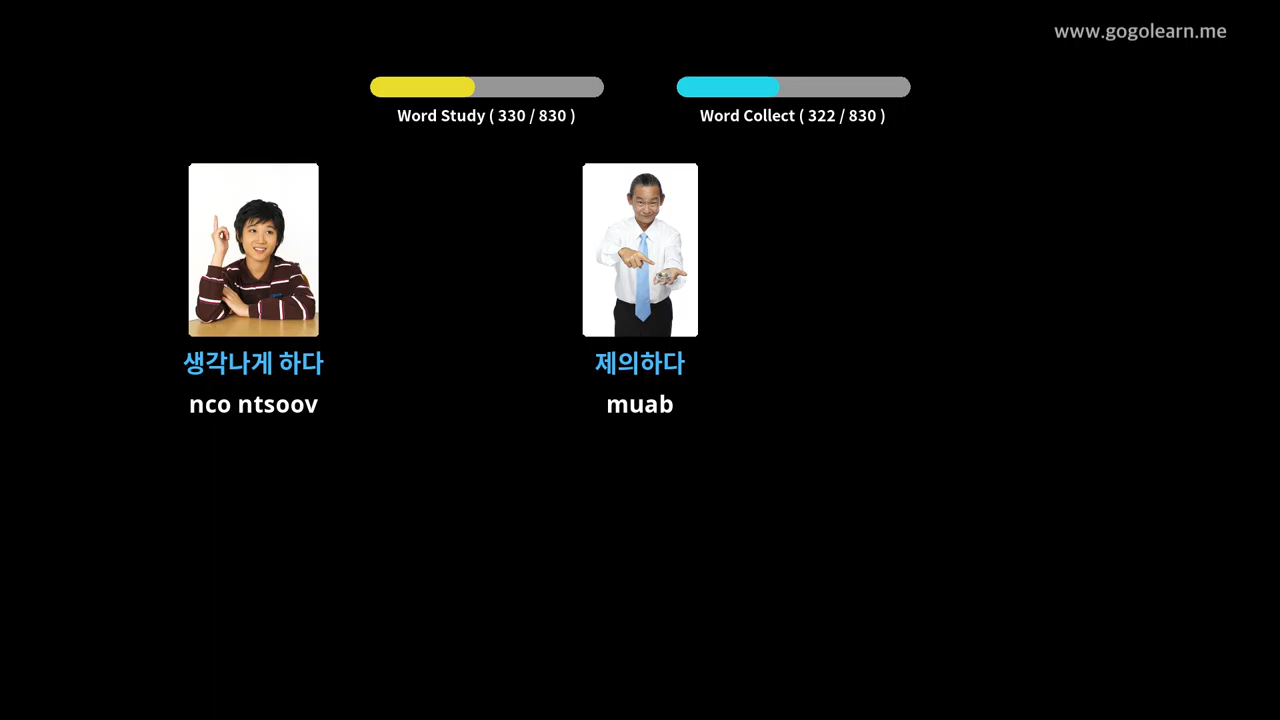 www.gogolearn.me
Word Study ( 330 / 830 )
Word Collect ( 322 / 830 )
생각나게 하다
제의하다
nco ntsoov
muab